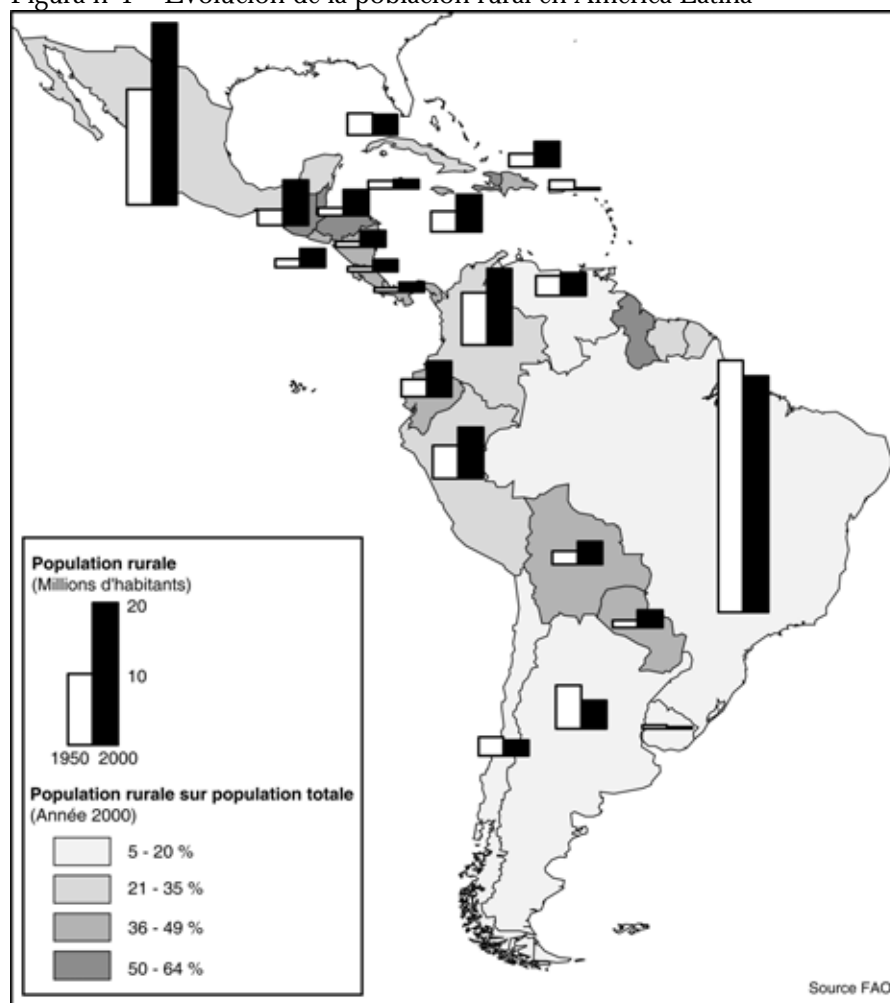 Figura nº1 – Evolución de la población rural en América Latina
Population rurale
(Millions d'habitants)
20
10
1950 2000
Population rurale sur population totale
(Année 2000)
5 - 20 %
21 - 35 %
36 - 49 %
50 - 64 %
Source FAO